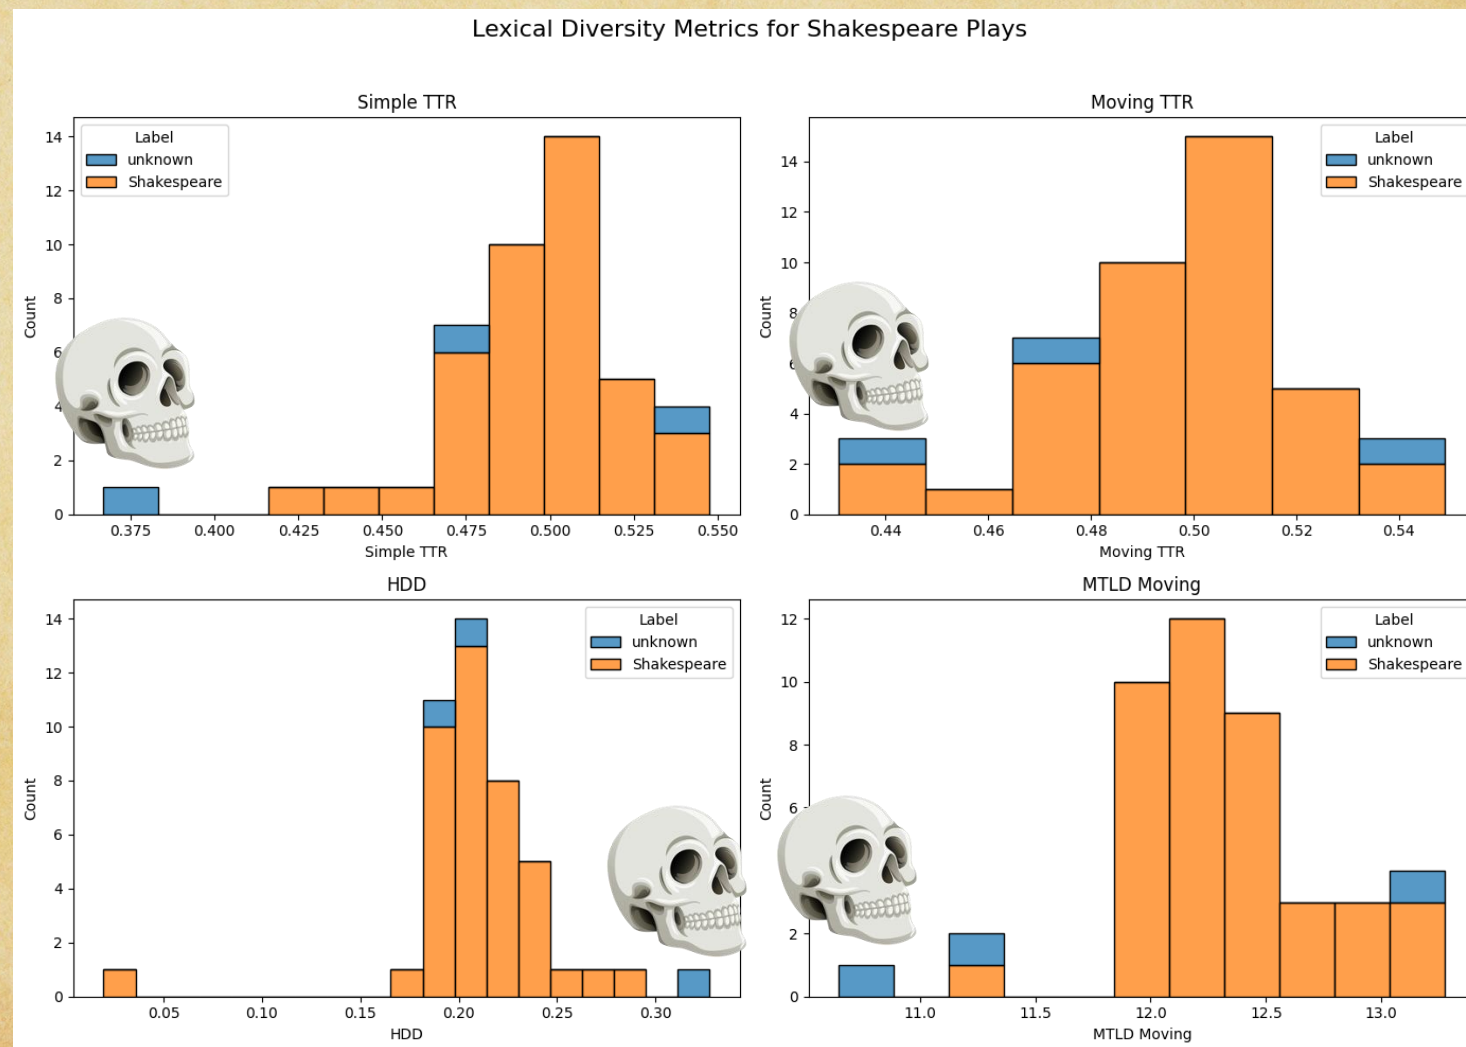 Lexical Diversity Metrics for Shakespeare Plays
Simple TTR
Label
unknown
Shakespeare
14
12
10
8
6
4
2
0
Count
0.375 0.400 0.425 0.450 0.475 0.500 0.525 0.550
Simple TTR
Moving TTR
Label
unknown
Shakespeare
14
12
10
8
6
4
2
0
Count
0.44 0.46 0.48 0.50 0.52 0.54
Moving TTR
HDD
Label
unknown
Shakespeare
14
12
10
8
6
4
2
0
Count
0.05 0.10 0.15 0.20 0.25 0.30
HDD
MTLD Moving
Label
unknown
Shakespeare
12
10
8
6
2
0
Count
11.0 11.5 12.0 12.5 13.0
MTLD Moving